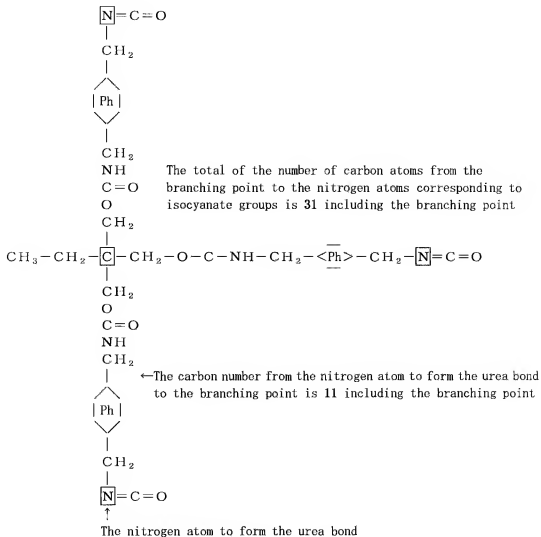 N=C=O
|
CH₂
|
| Ph |
|
CH₂
NH
C=O
O
CH₂
|
The total of the number of carbon atoms from the
branching point to the nitrogen atoms corresponding to
isocyanate groups is 31 including the branching point
CH₃-CH₂-C-CH₂-O-C-NH-CH₂-<Ph>-CH₂-N=C=O
|
CH₂
O
C=O
NH
CH₂
|
←The carbon number from the nitrogen atom to form the urea bond
to the branching point is 11 including the branching point
| Ph |
|
CH₂
|
N=C=O
↑
The nitrogen atom to form the urea bond